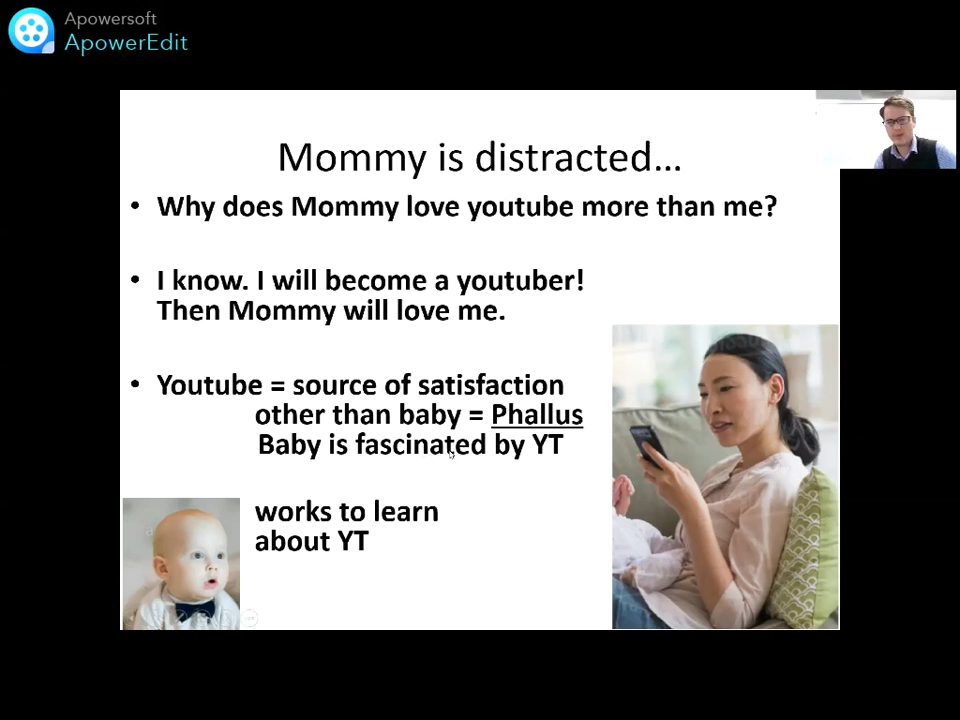 Apowersoft
ApowerEdit
Mommy is distracted…
• Why does Mommy love youtube more than me?
• I know. I will become a youtuber!
Then Mommy will love me.
• Youtube = source of satisfaction
other than baby = Phallus
Baby is fascinated by YT
works to learn
about YT